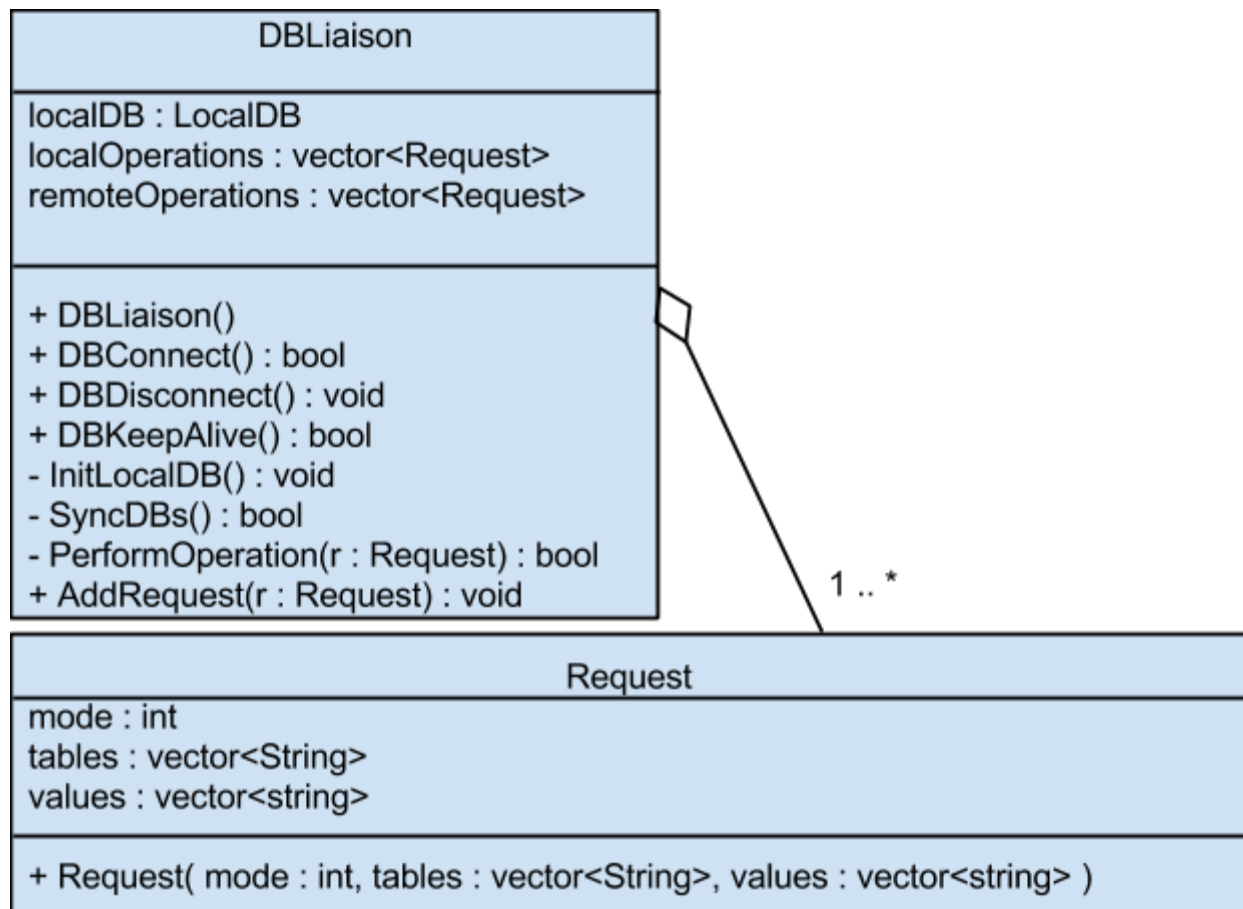 DBLiaison
localDB : LocalDB
localOperations : vector<Request>
remoteOperations : vector<Request>
+ DBLiaison()
+ DBConnect() : bool
+ DBDisconnect() : void
+ DBKeepAlive() : bool
- InitLocalDB() : void
- SyncDBs() : bool
- PerformOperation(r : Request) : bool
+ AddRequest(r : Request) : void
1 .. *
Request
mode : int
tables : vector<String>
values : vector<string>
+ Request( mode : int, tables : vector<String>, values : vector<string> )